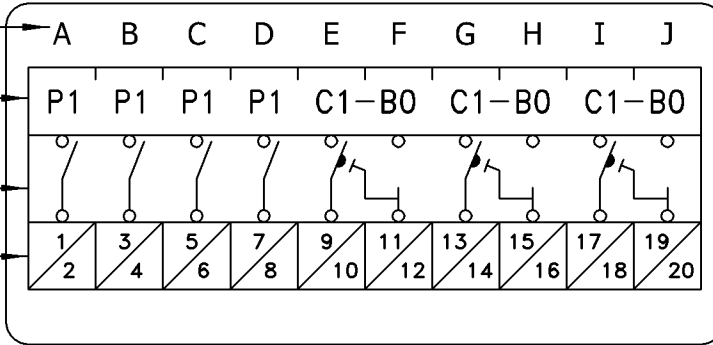 A B C D E F G H I J
P1 P1 P1 P1 C1-B0 C1-B0 C1-B0
1 3 5 7 9 11 13 15 17 19
2 4 6 8 10 12 14 16 18 20